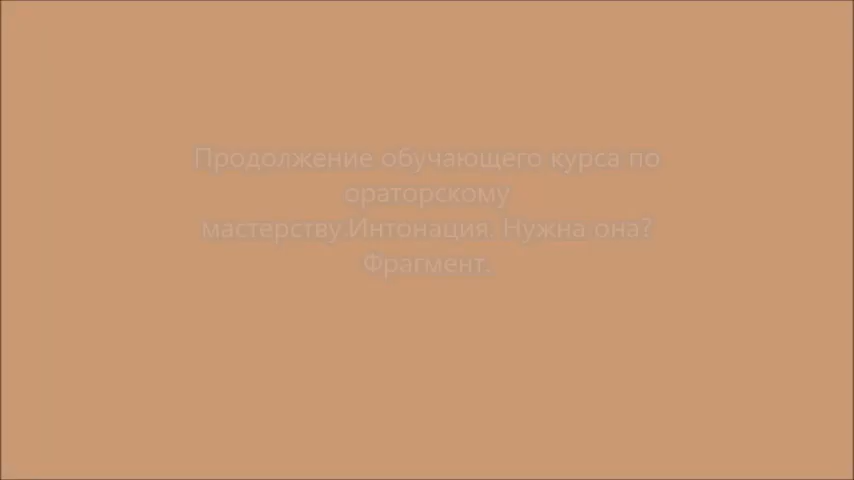 Продолжение обучающего курса по
ораторскому
мастерству.Интонация. Нужна она?
Фрагмент.